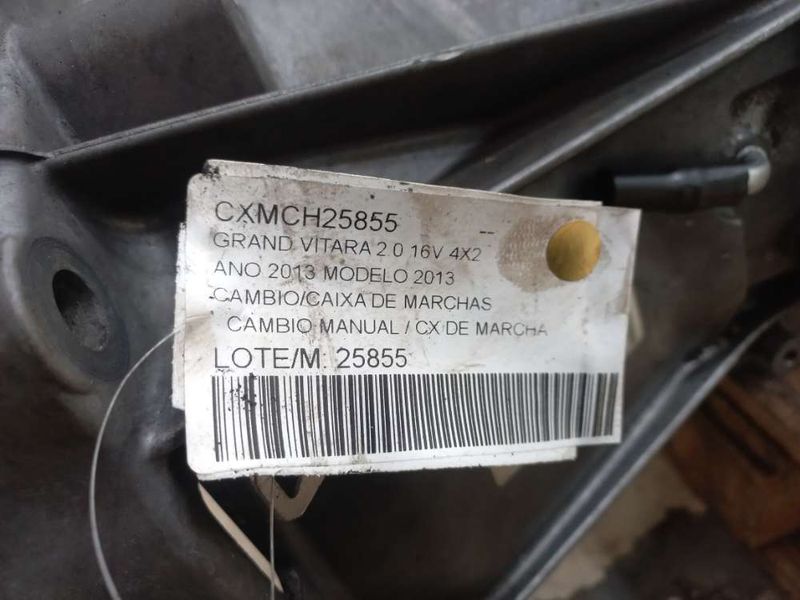 CXMCH25855 --
GRAND VITARA 2.0 16V 4X2
ANO 2013 MODELO 2013
CAMBIO/CAIXA DE MARCHAS
CAMBIO MANUAL / CX DE MARCHA
LOTE/M: 25855